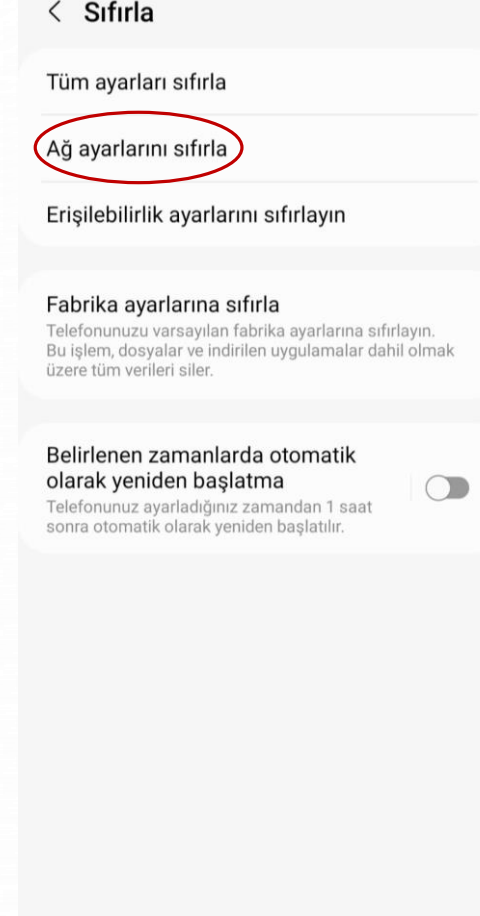 Sıfırla
Tüm ayarları sıfırla
Ağ ayarlarını sıfırla
Erişilebilirlik ayarlarını sıfırlayın
Fabrika ayarlarına sıfırla
Telefonunuzu varsayılan fabrika ayarlarına sıfırlayın.
Bu işlem, dosyalar ve indirilen uygulamalar dahil olmak
üzere tüm verileri siler.
Belirlenen zamanlarda otomatik
olarak yeniden başlatma
Telefonunuz ayarladığınız zamandan 1 saat
sonra otomatik olarak yeniden başlatılır.